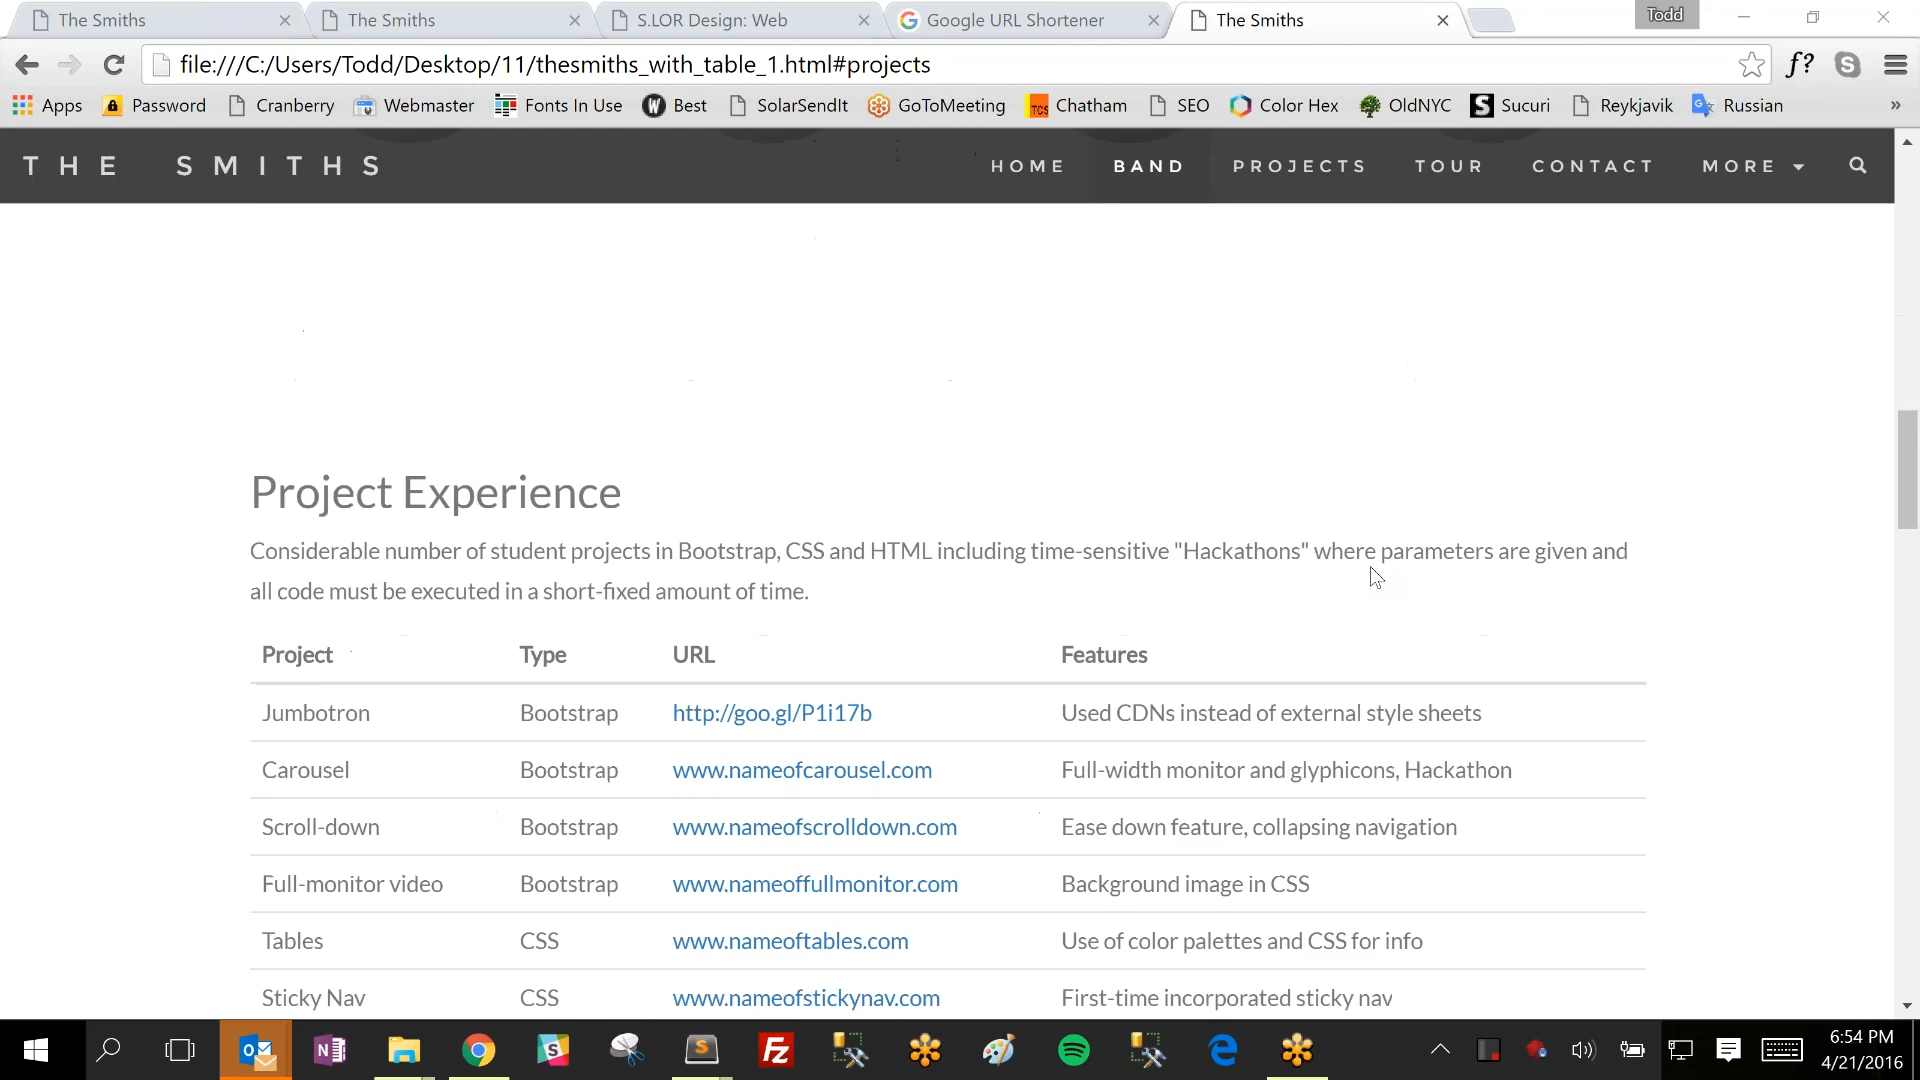 The Smiths
The Smiths
S.LOR Design: Web
Google URL Shortener
The Smiths
Todd
file:///C:/Users/Todd/Desktop/11/thesmiths_with_table_1.html#projects
f?
Apps
Password
Cranberry
Webmaster
Fonts In Use
Best
SolarSendIt
GoToMeeting
Chatham
SEO
Color Hex
OldNYC
Sucuri
Reykjavik
Russian
»
THE SMITHS
HOME
BAND
PROJECTS
TOUR
CONTACT
MORE
Project Experience
Considerable number of student projects in Bootstrap, CSS and HTML including time-sensitive "Hackathons" where parameters are given and
all code must be executed in a short-fixed amount of time.
Project Type URL Features
Jumbotron Bootstrap http://goo.gl/P1i17b Used CDNs instead of external style sheets
Carousel Bootstrap www.nameofcarousel.com Full-width monitor and glyphicons, Hackathon
Scroll-down Bootstrap www.nameofscrolldown.com Ease down feature, collapsing navigation
Full-monitor video Bootstrap www.nameoffullmonitor.com Background image in CSS
Tables CSS www.nameoftables.com Use of color palettes and CSS for info
Sticky Nav CSS www.nameofstickynav.com First-time incorporated sticky nav
6:54 PM
4/21/2016